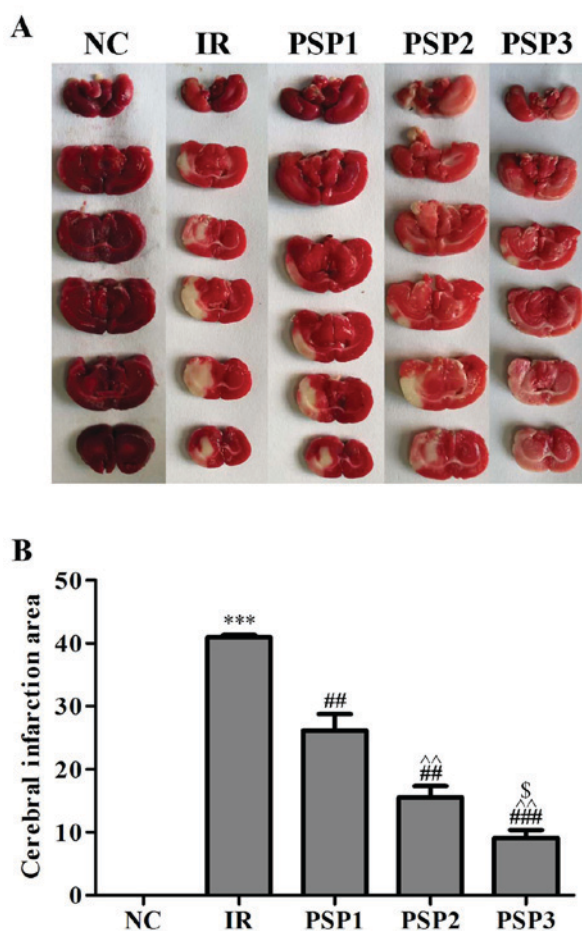 A
NC IR PSP1 PSP2 PSP3
B
Cerebral infarction area
50
40
30
20
10
0
***
##
^^
##
$
^^
###
NC IR PSP1 PSP2 PSP3